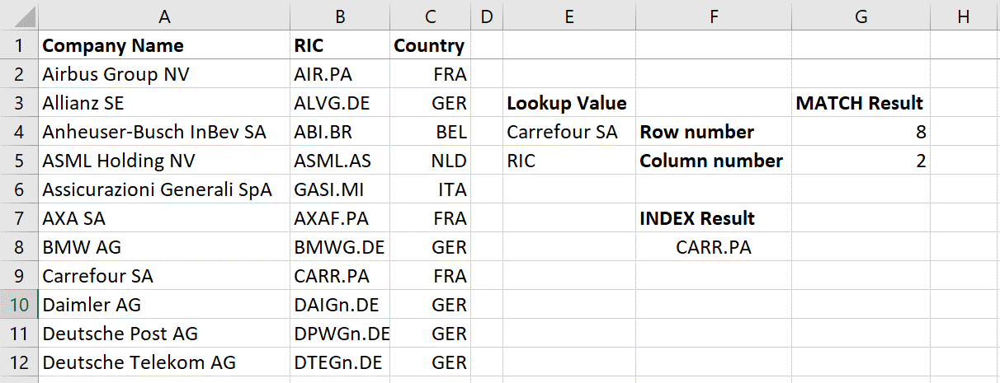 A B C D E F G H
1 Company Name RIC Country
2 Airbus Group NV AIR.PA FRA
3 Allianz SE ALVG.DE GER Lookup Value MATCH Result
4 Anheuser-Busch InBev SA ABI.BR BEL Carrefour SA Row number 8
5 ASML Holding NV ASML.AS NLD RIC Column number 2
6 Assicurazioni Generali SpA GASI.MI ITA
7 AXA SA AXAF.PA FRA INDEX Result
8 BMW AG BMWG.DE GER CARR.PA
9 Carrefour SA CARR.PA FRA
10 Daimler AG DAIGn.DE GER
11 Deutsche Post AG DPWGn.DE GER
12 Deutsche Telekom AG DTEGn.DE GER